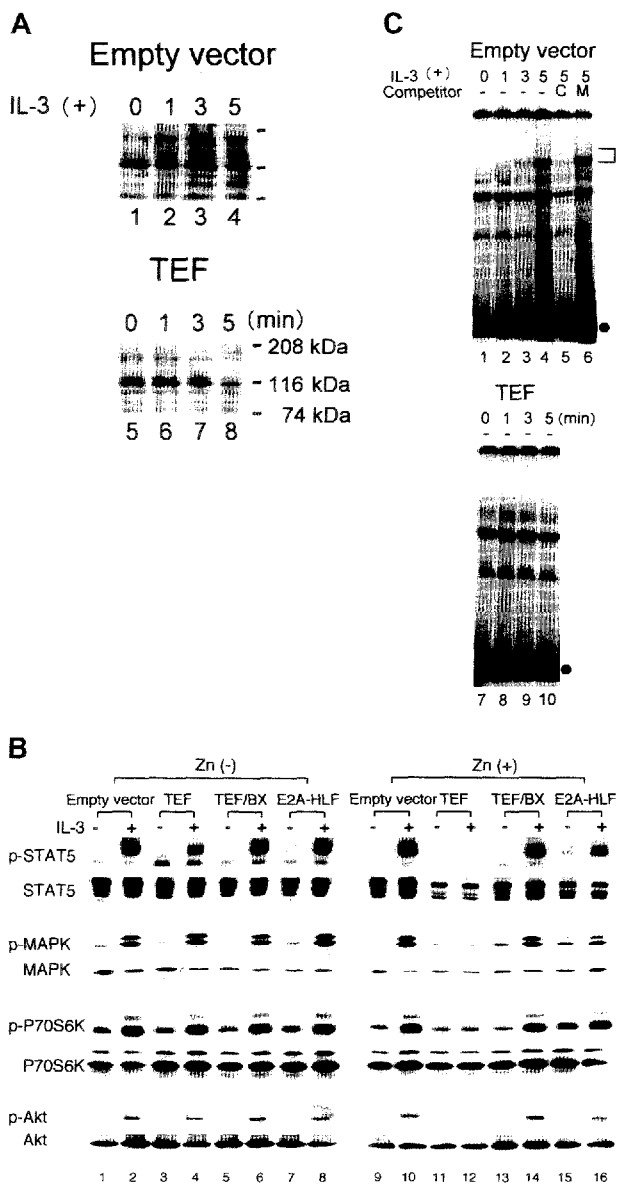 A
Empty vector
IL-3 (+) 0 1 3 5
1 2 3 4
TEF
0 1 3 5 (min)
208 kDa
116 kDa
74 kDa
5 6 7 8
C
Empty vector
IL-3 (+) 0 1 3 5 5 5
Competitor - - - - C M
1 2 3 4 5 6
TEF
0 1 3 5 (min)
- - - -
7 8 9 10
B
Zn (-) Zn (+)
Empty vector TEF TEF/BX E2A-HLF Empty vector TEF TEF/BX E2A-HLF
IL-3 - + - + - + - + - + - + - + - +
p-STAT5
STAT5
p-MAPK
MAPK
p-P70S6K
P70S6K
p-Akt
Akt
1 2 3 4 5 6 7 8 9 10 11 12 13 14 15 16